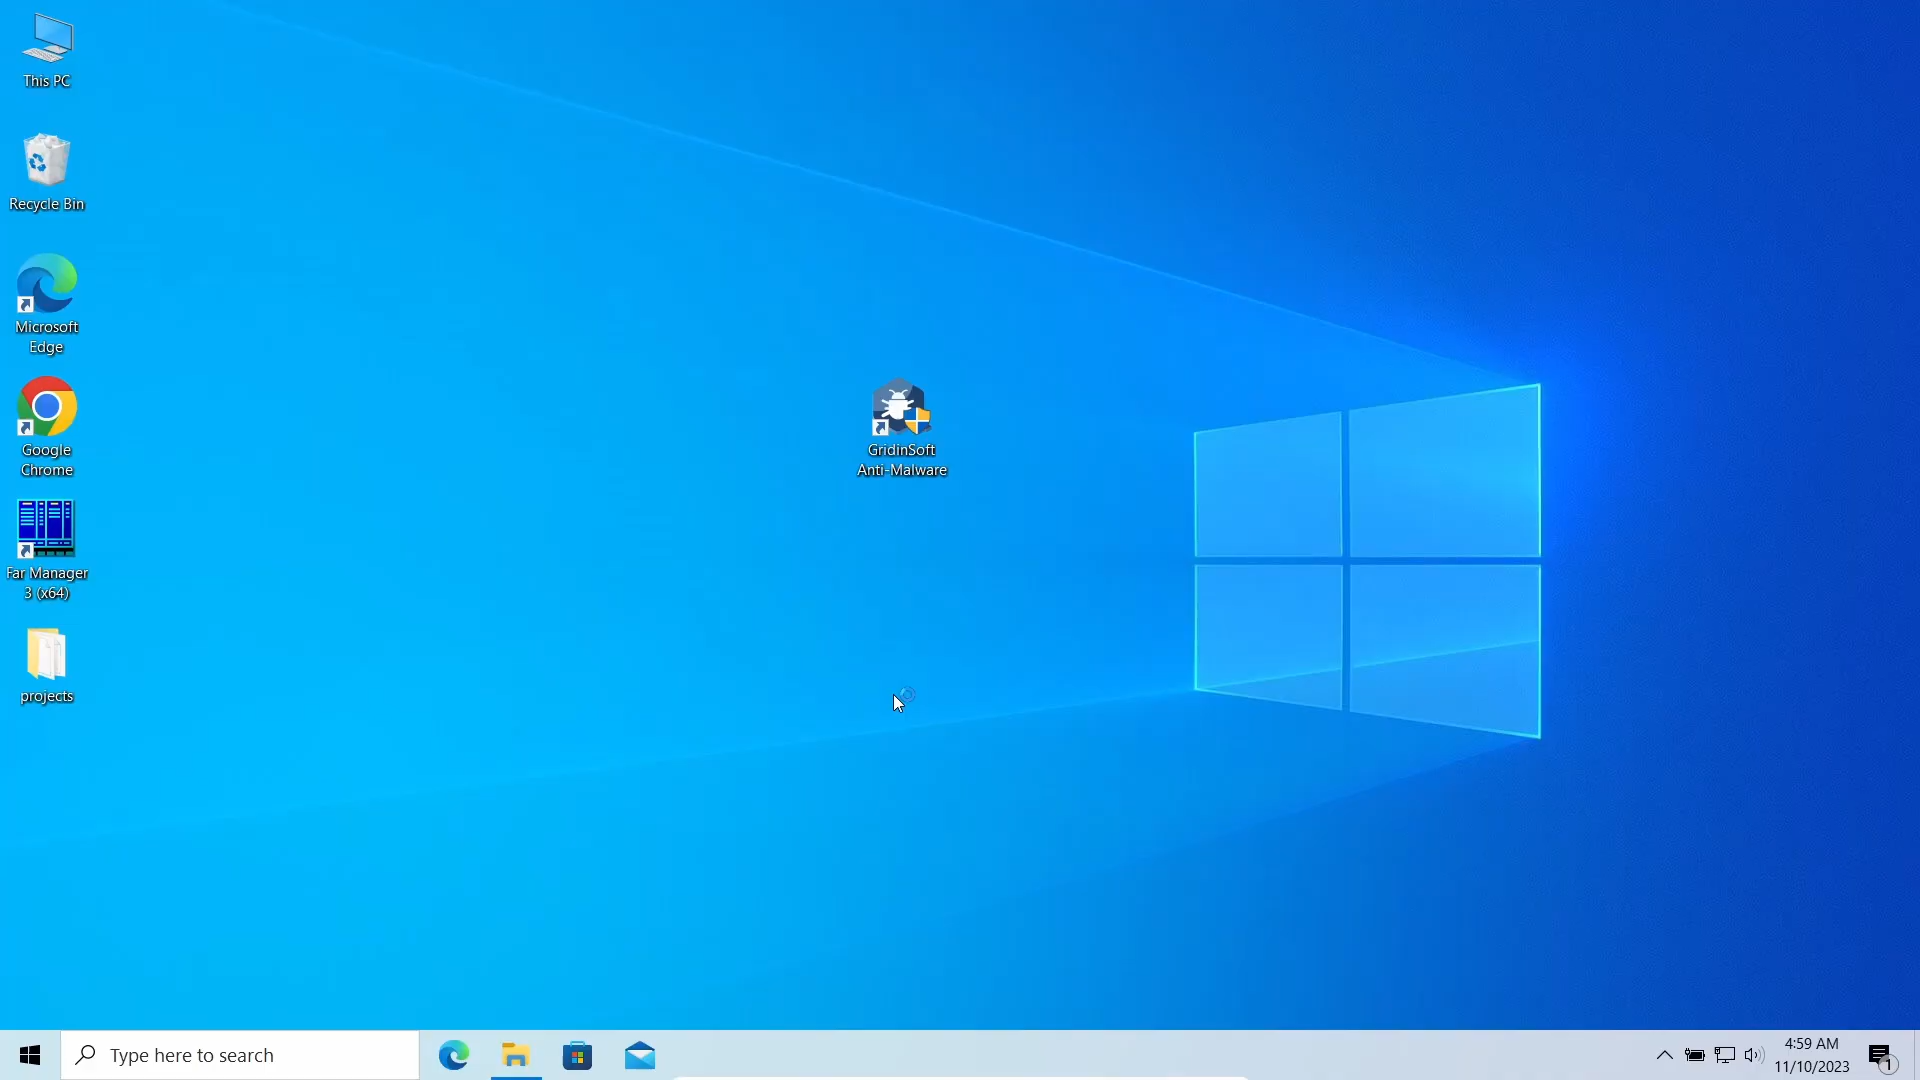 This PC
Recycle Bin
Microsoft
Edge
Google
Chrome
Far Manager
3 (x64)
projects
GridinSoft
Anti-Malware
Type here to search
4:59 AM
11/10/2023
1